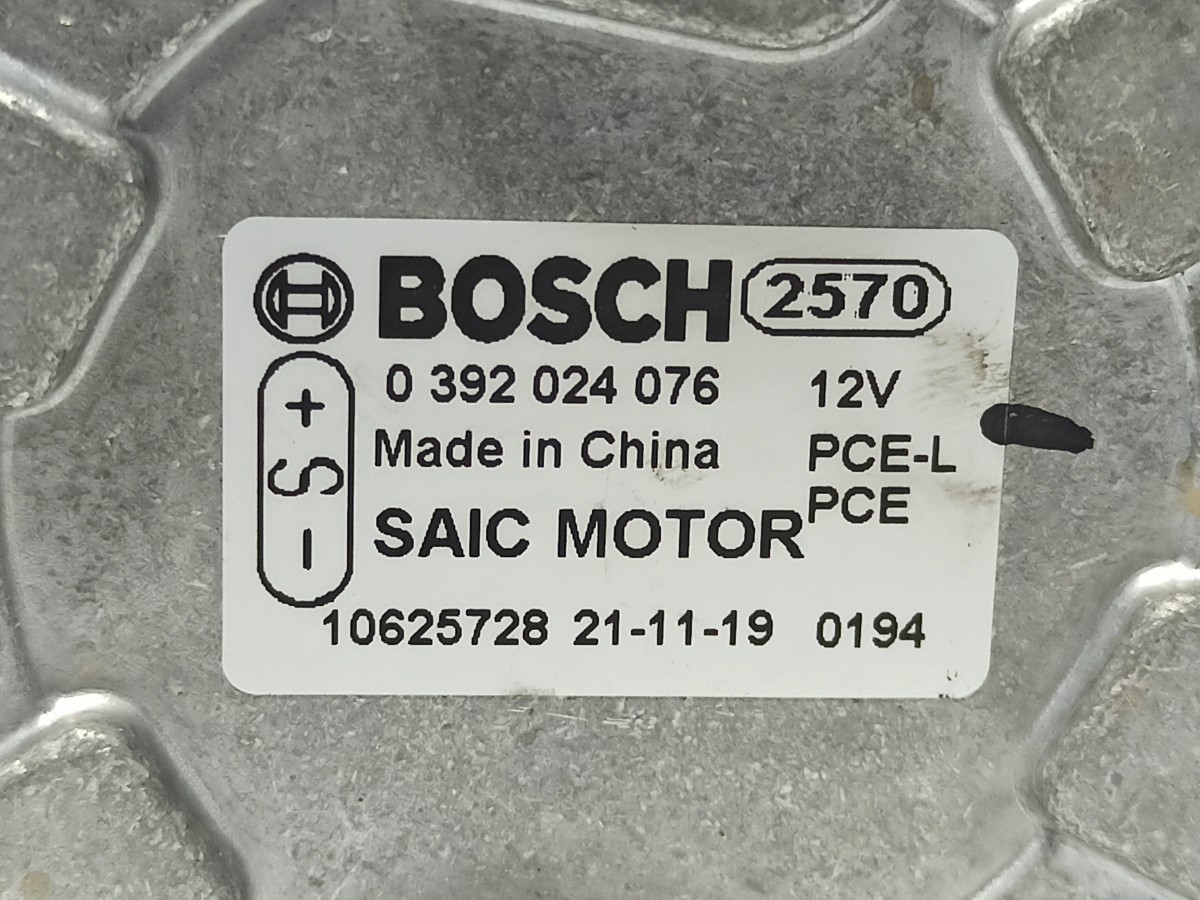 BOSCH 2570
0 392 024 076 12V
Made in China PCE-L
SAIC MOTOR PCE
+ S -
10625728 21-11-19 0194